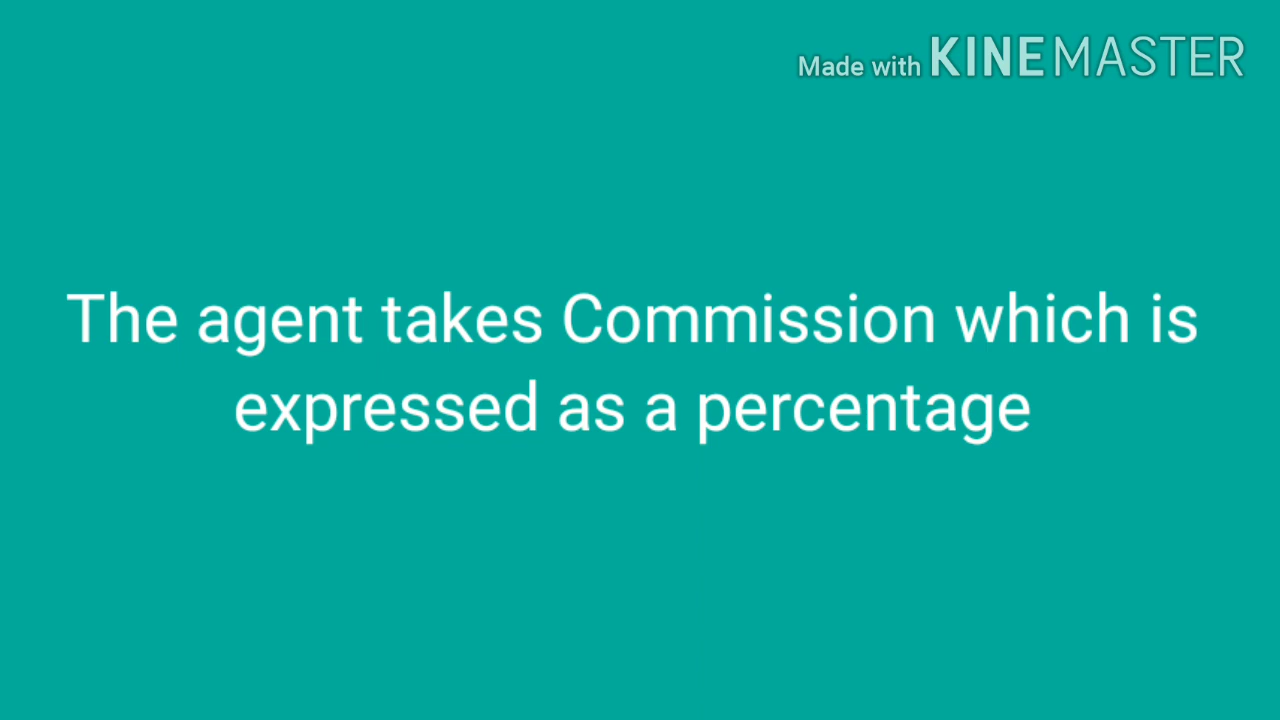 Made with KINEMASTER
The agent takes Commission which is
expressed as a percentage